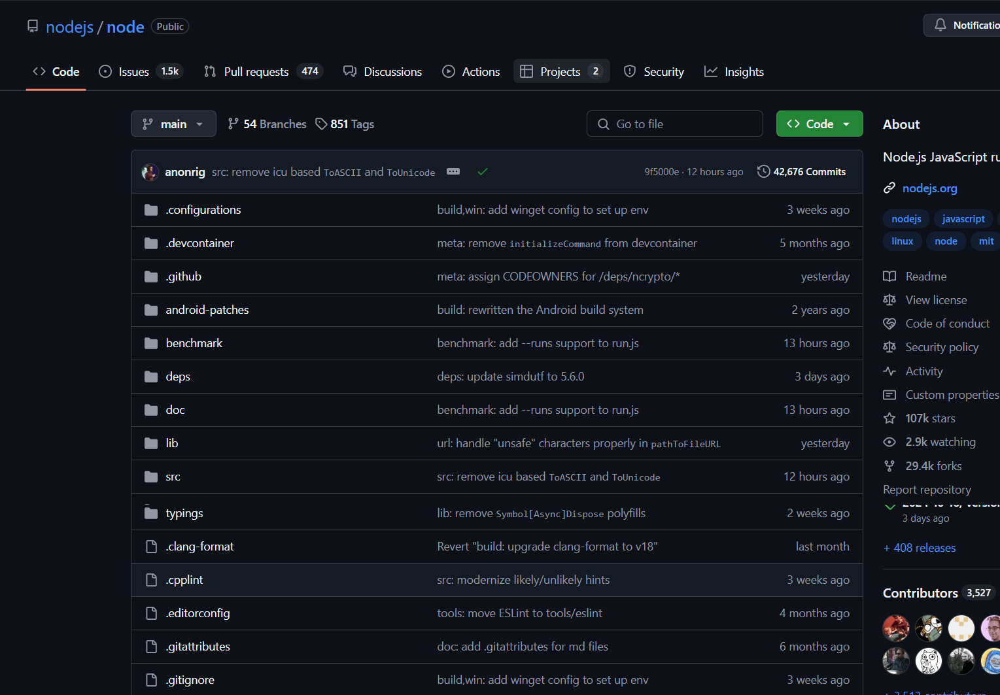 nodejs / node Public
Notificatio
Code Issues 1.5k Pull requests 474 Discussions Actions Projects 2 Security Insights
main 54 Branches 851 Tags Go to file Code
anonrig src: remove icu based ToASCII and ToUnicode 9f5000e · 12 hours ago 42,676 Commits
.configurations build,win: add winget config to set up env 3 weeks ago
.devcontainer meta: remove initializeCommand from devcontainer 5 months ago
.github meta: assign CODEOWNERS for /deps/ncrypto/* yesterday
android-patches build: rewritten the Android build system 2 years ago
benchmark benchmark: add --runs support to run.js 13 hours ago
deps deps: update simdutf to 5.6.0 3 days ago
doc benchmark: add --runs support to run.js 13 hours ago
lib url: handle "unsafe" characters properly in pathToFileURL yesterday
src src: remove icu based ToASCII and ToUnicode 12 hours ago
typings lib: remove Symbol[Async]Dispose polyfills 2 weeks ago
.clang-format Revert "build: upgrade clang-format to v18" last month
.cpplint src: modernize likely/unlikely hints 3 weeks ago
.editorconfig tools: move ESLint to tools/eslint 4 months ago
.gitattributes doc: add .gitattributes for md files 6 months ago
.gitignore build,win: add winget config to set up env 3 weeks ago
About
Node.js JavaScript ru
nodejs.org
nodejs javascript
linux node mit
Readme
View license
Code of conduct
Security policy
Activity
Custom properties
107k stars
2.9k watching
29.4k forks
Report repository
3 days ago
+ 408 releases
Contributors 3,527